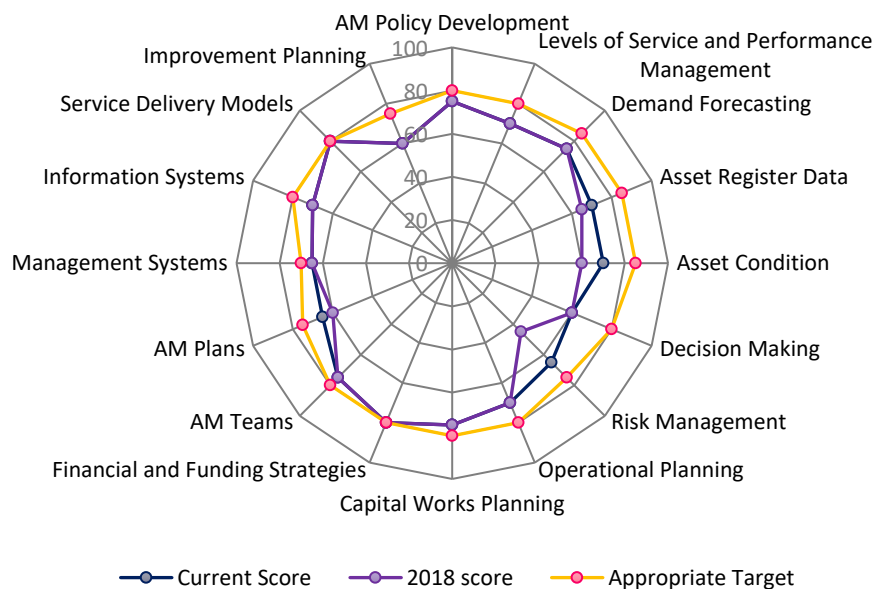 AM Policy Development
Levels of Service and Performance
Management
Demand Forecasting
Asset Register Data
Asset Condition
Decision Making
Risk Management
Operational Planning
Capital Works Planning
Financial and Funding Strategies
AM Teams
AM Plans
Management Systems
Information Systems
Service Delivery Models
Improvement Planning
100
80
60
40
20
0
Current Score
2018 score
Appropriate Target